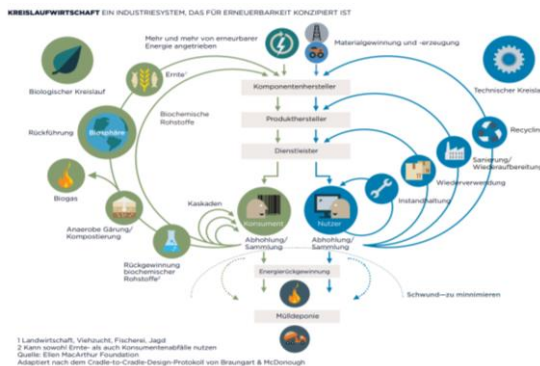 KREISLAUFWIRTSCHAFT EIN INDUSTRIESYSTEM, DAS FÜR ERNEUERBARKEIT KONZIPIERT IST
Mehr und mehr von erneurbarer
Energie angetrieben
Materialgewinnung und -erzeugung
Biologischer Kreislauf
Ernte¹
Technischer Kreisla
Komponentenhersteller
Biochemische
Rohstoffe
Produkthersteller
Rückführung
Biosphäre
Recycling
Dienstleister
Sanierung/
Wiederaufbereitung
Wiederverwendung
Biogas
Instandhaltung
Kaskaden
Konsument
Nutzer
Anaerobe Gärung/
Kompostierung
Abhohlung/
Sammlung
Abhohlung/
Sammlung
Rückgewinnung
biochemischer
Rohstoffe²
Energierückgewinnung
Schwund—zu minnimieren
Mülldeponie
1 Landwirtschaft, Viehzucht, Fischerei, Jagd
2 Kann sowohl Ernte- als auch Konsumentenabfälle nutzen
Quelle: Ellen MacArthur Foundation
Adaptiert nach dem Cradle-to-Cradle-Design-Protokoll von Braungart & McDonough